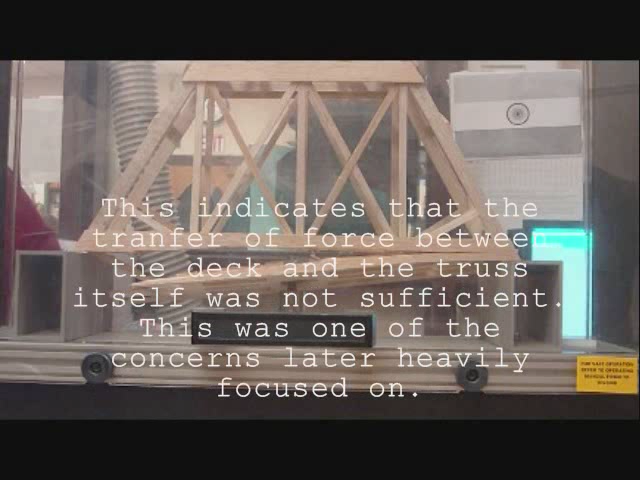 This indicates that the
tranfer of force between
the deck and the truss
itself was not sufficient.
This was one of the
concerns later heavily
focused on.